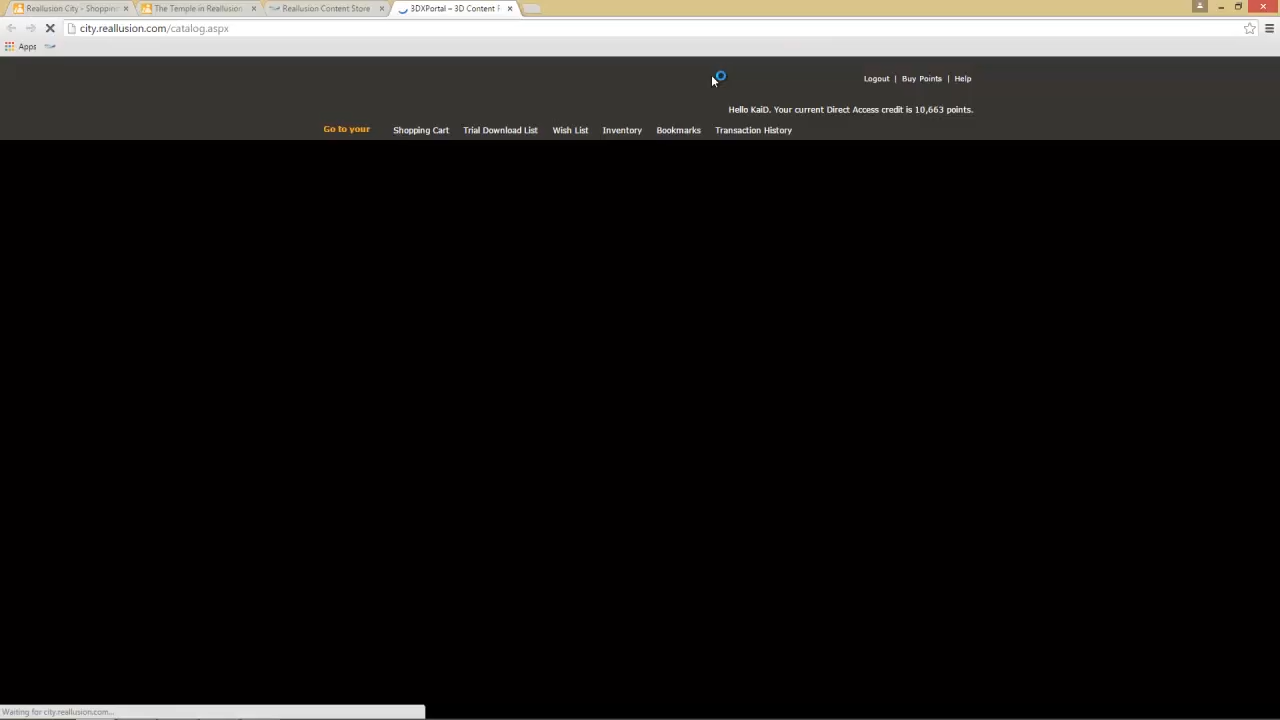 Reallusion City - Shoppin
The Temple in Reallusion
Reallusion Content Store
3DXPortal – 3D Content F
city.reallusion.com/catalog.aspx
Apps
Logout | Buy Points | Help
Hello KaiD. Your current Direct Access credit is 10,663 points.
Go to your Shopping Cart Trial Download List Wish List Inventory Bookmarks Transaction History
Waiting for city.reallusion.com...